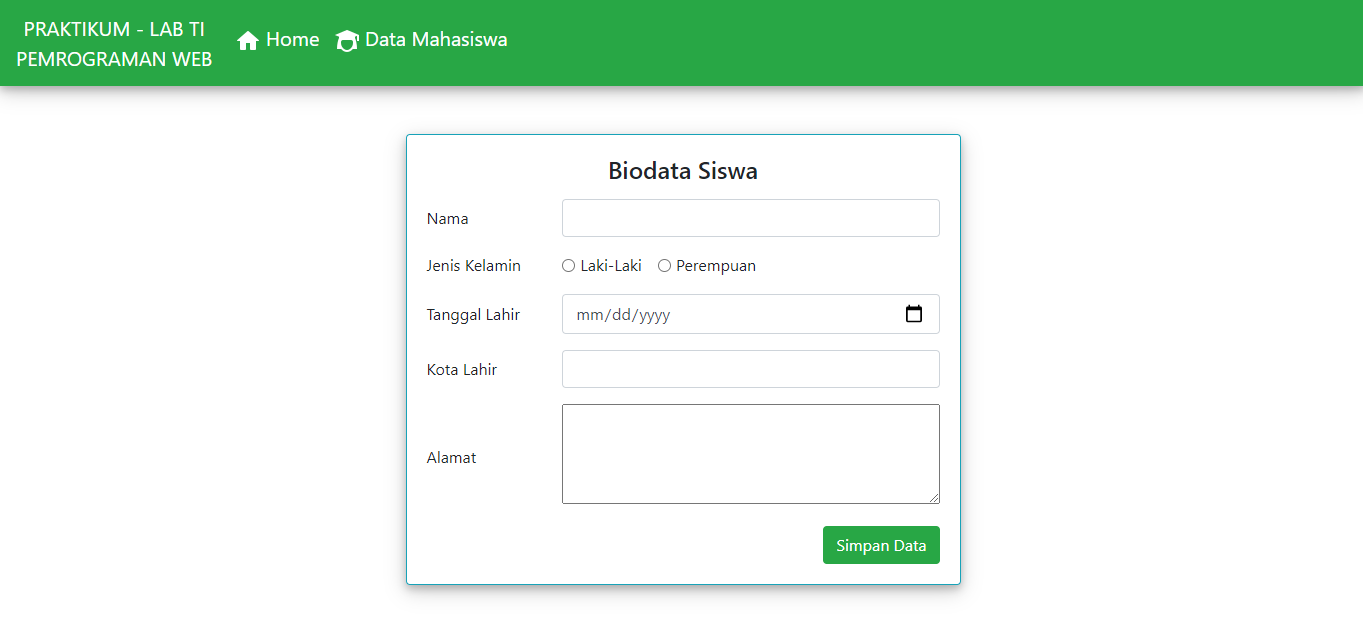 PRAKTIKUM - LAB TI
PEMROGRAMAN WEB
Home
Data Mahasiswa
Biodata Siswa
Nama
Jenis Kelamin
Laki-Laki
Perempuan
Tanggal Lahir
mm/dd/yyyy
Kota Lahir
Alamat
Simpan Data